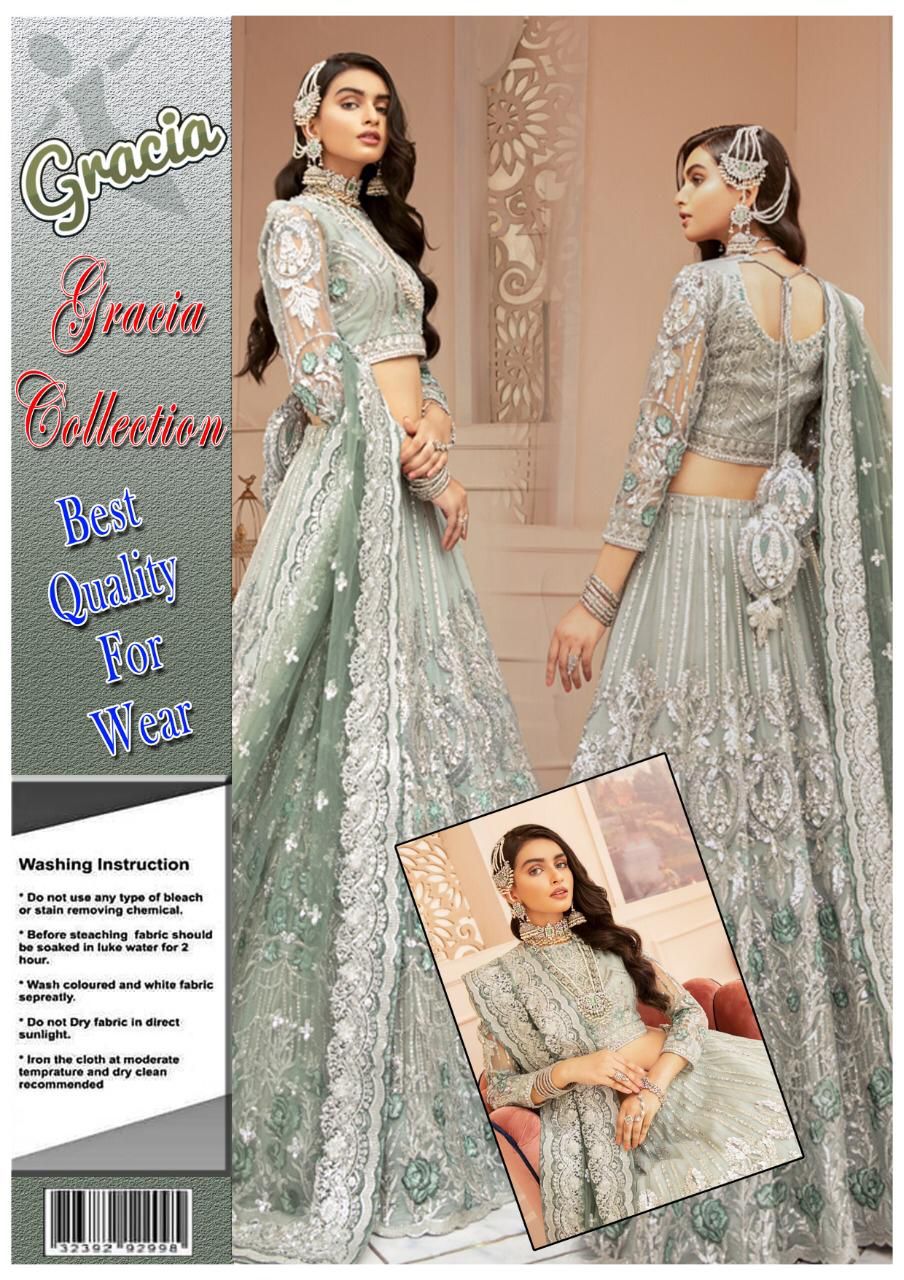 Gracia
Gracia
Collection
Best
Quality
For
Wear
Washing Instruction
* Do not use any type of bleach
or stain removing chemical.
* Before steaching fabric should
be soaked in luke water for 2
hour.
* Wash coloured and white fabric
sepreatly.
* Do not Dry fabric in direct
sunlight.
* Iron the cloth at moderate
temprature and dry clean
recommended
32392 92998